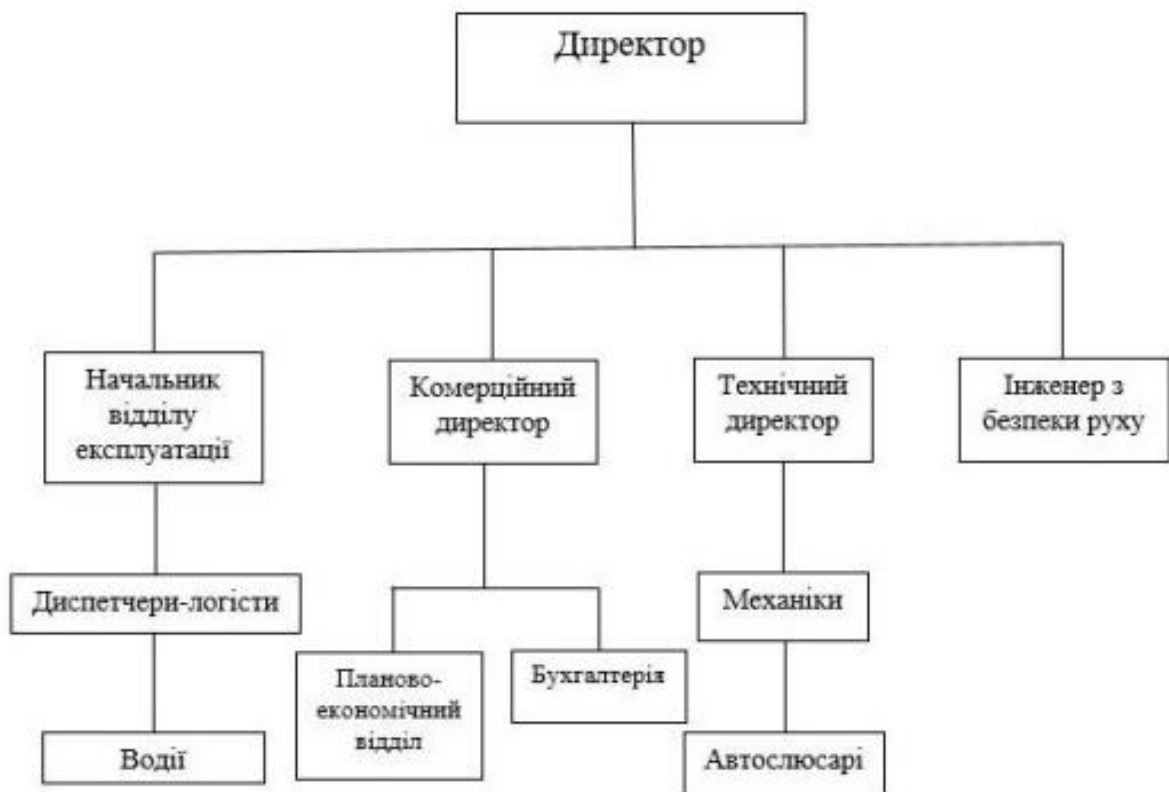 Директор
Начальник
відділу
експлуатації
Комерційний
директор
Технічний
директор
Інженер з
безпеки руху
Диспетчери-логісти
Механіки
Планово-
економічний
відділ
Бухгалтерія
Водії
Автослюсарі